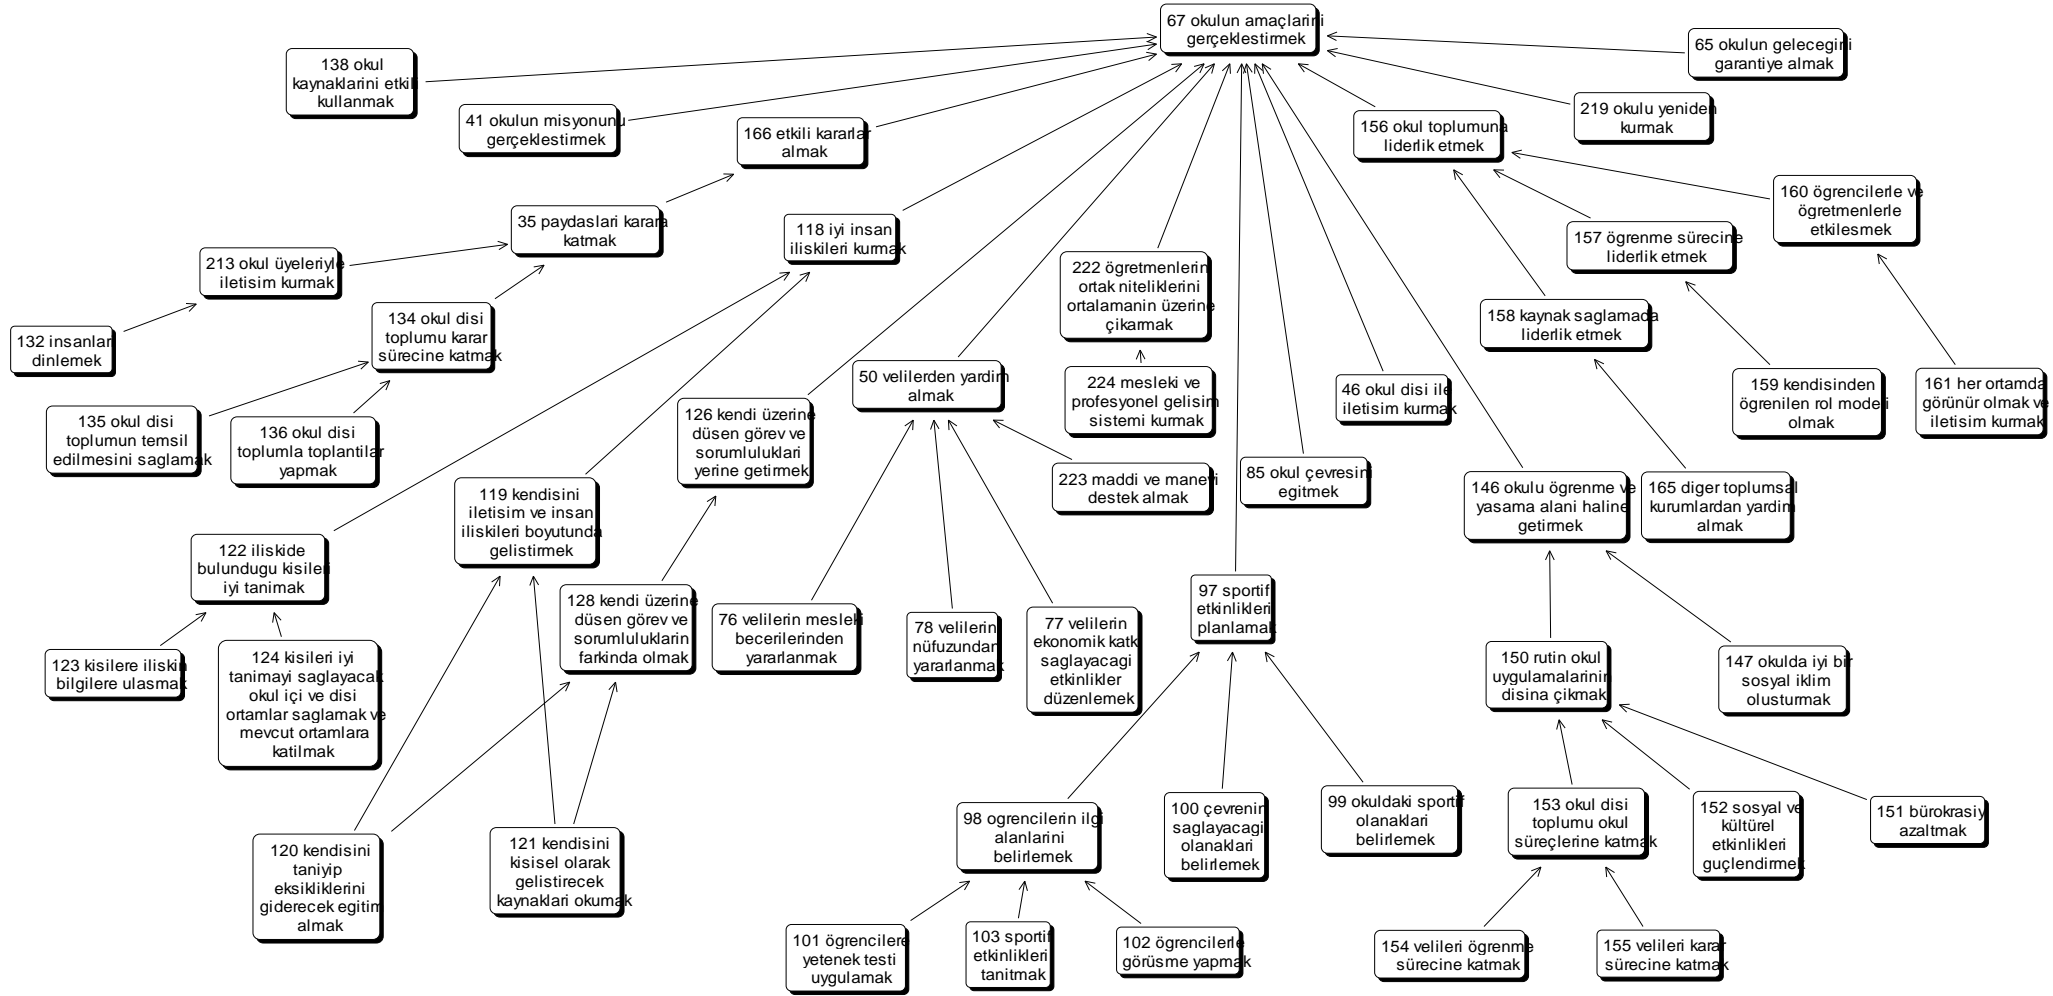 67 okulun amaçlarini
gerçeklestirmek
65 okulun gelecegini
garantiye almak
138 okul
kaynaklarini etkili
kullanmak
219 okulu yeniden
kurmak
41 okulun misyonunu
gerçeklestirmek
166 etkili kararlar
almak
156 okul toplumuna
liderlik etmek
160 ögrencilerle ve
ögretmenlerle
etkilesmek
35 paydaslari karara
katmak
118 iyi insan
iliskileri kurmak
157 ögrenme sürecine
liderlik etmek
213 okul üyeleriyle
iletisim kurmak
222 ögretmenlerin
ortak niteliklerini
ortalamanin üzerine
çikarmak
134 okul disi
toplumu karar
sürecine katmak
158 kaynak saglamada
liderlik etmek
132 insanlar
dinlemek
50 velilerden yardim
almak
224 mesleki ve
profesyonel gelisim
sistemi kurmak
46 okul disi ile
iletisim kurmak
159 kendisinden
ögrenilen rol modeli
olmak
161 her ortamda
görünür olmak ve
iletisim kurmak
135 okul disi
toplumun temsil
edilmesini saglamak
136 okul disi
toplumla toplantilar
yapmak
126 kendi üzerine
düsen görev ve
sorumluluklari
yerine getirmek
223 maddi ve manevi
destek almak
85 okul çevresini
egitmek
146 okulu ögrenme ve
yasama alani haline
getirmek
165 diger toplumsal
kurumlardan yardim
almak
119 kendisini
iletisim ve insan
iliskileri boyutunda
gelistirmek
122 iliskide
bulundugu kisileri
iyi tanimak
128 kendi üzerine
düsen görev ve
sorumluluklarin
farkinda olmak
76 velilerin mesleki
becerilerinden
yararlanmak
78 velilerin
nüfuzundan
yararlanmak
77 velilerin
ekonomik katk
saglayacagi
etkinlikler
düzenlemek
97 sportif
etkinlikleri
planlamak
123 kisilere iliskin
bilgilere ulasmak
124 kisileri iyi
tanimayi saglayacak
okul içi ve disi
ortamlar saglamak ve
mevcut ortamlara
katilmak
150 rutin okul
uygulamalarinin
disina çikmak
147 okulda iyi bir
sosyal iklim
olusturmak
98 ogrencilerin ilgi
alanlarini
belirlemek
100 çevrenin
saglayacagi
olanaklari
belirlemek
99 okuldaki sportif
olanaklari
belirlemek
153 okul disi
toplumu okul
süreçlerine katmak
152 sosyal ve
kültürel
etkinlikleri
guçlendirmek
151 bürokrasiy
azaltmak
120 kendisini
taniyip
eksikliklerini
giderecek egitim
almak
121 kendisini
kisisel olarak
gelistirecek
kaynaklari okumak
101 ögrencilere
yetenek testi
uygulamak
103 sportif
etkinlikleri
tanitmak
102 ögrencilerle
görüsme yapmak
154 velileri ögrenme
sürecine katmak
155 velileri karar
sürecine katmak